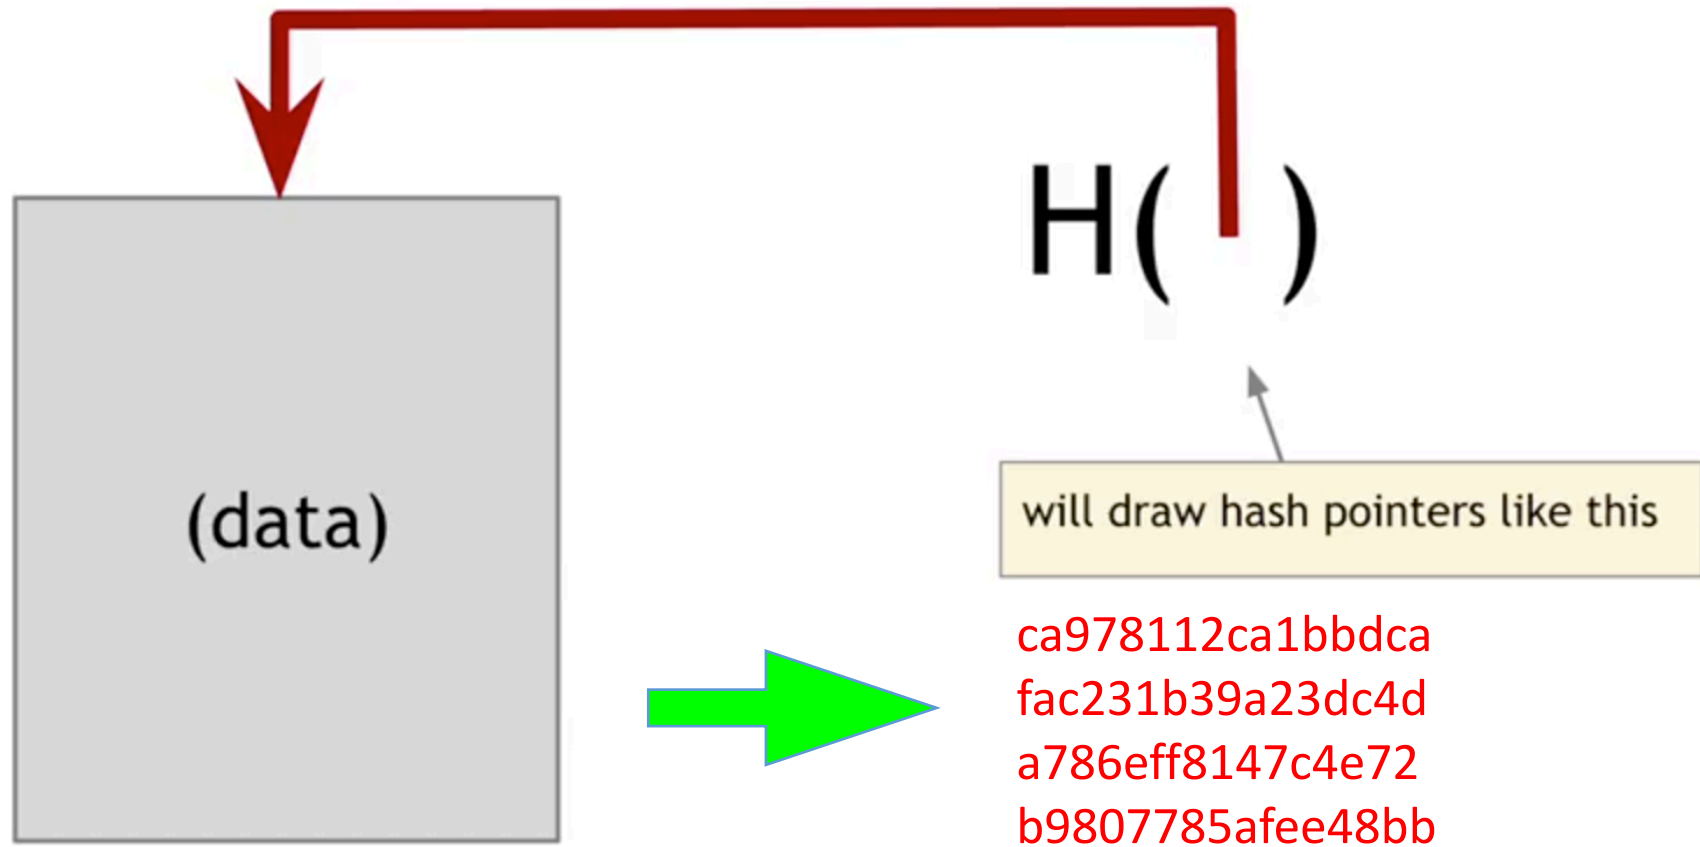 H( )
(data)
will draw hash pointers like this
ca978112ca1bbdca
fac231b39a23dc4d
a786eff8147c4e72
b9807785afee48bb